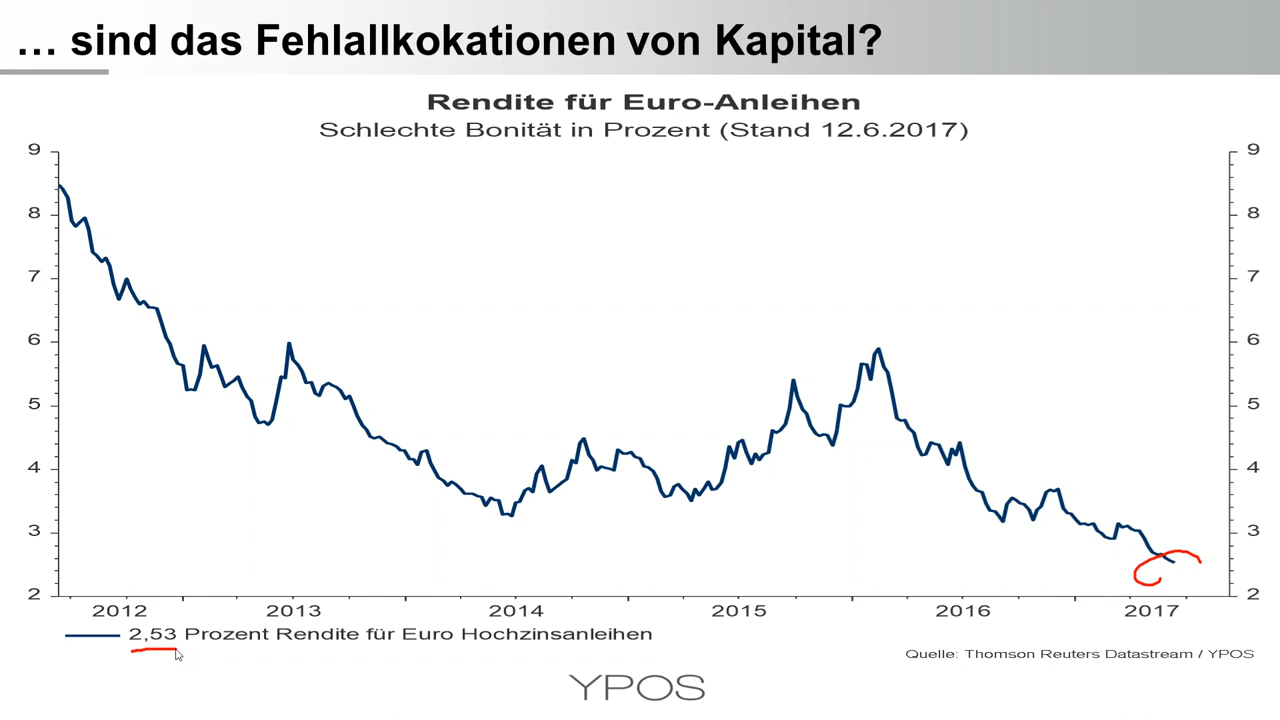 … sind das Fehlallkokationen von Kapital?
Rendite für Euro-Anleihen
Schlechte Bonität in Prozent (Stand 12.6.2017)
9 9
8 8
7 7
6 6
5 5
4 4
3 3
2 2
2012 2013 2014 2015 2016 2017
2,53 Prozent Rendite für Euro Hochzinsanleihen
Quelle: Thomson Reuters Datastream / YPOS
YPOS